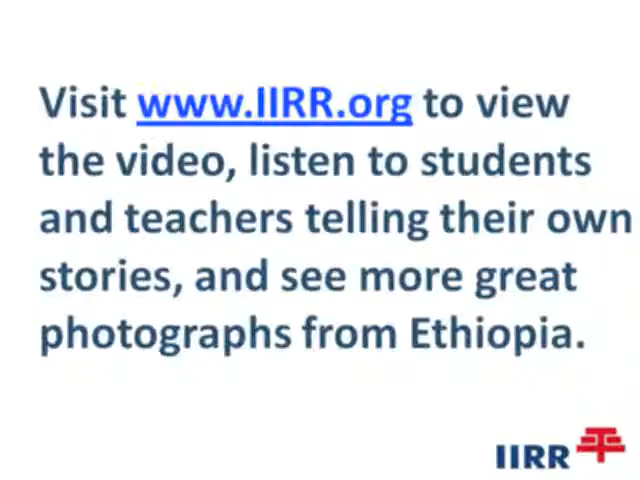 Visit www.IIRR.org to view
the video, listen to students
and teachers telling their own
stories, and see more great
photographs from Ethiopia.
IIRR